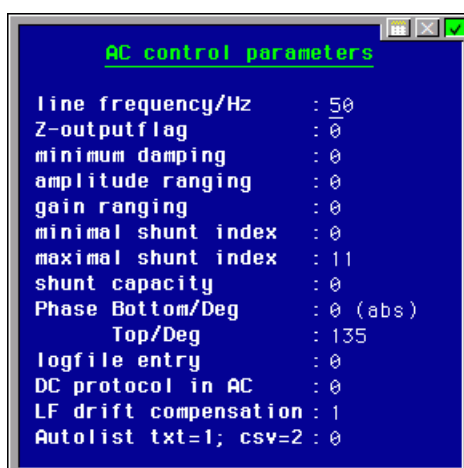 AC control parameters
line frequency/Hz : 50
Z-outputflag : 0
minimum damping : 0
amplitude ranging : 0
gain ranging : 0
minimal shunt index : 0
maximal shunt index : 11
shunt capacity : 0
Phase Bottom/Deg : 0 (abs)
Top/Deg : 135
logfile entry : 0
DC protocol in AC : 0
LF drift compensation : 1
Autolist txt=1; csv=2 : 0